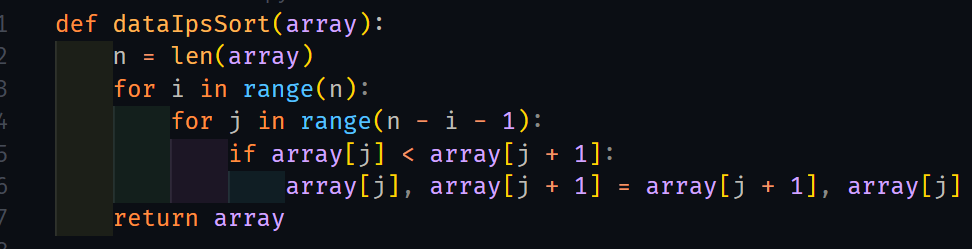 1 def dataIpsSort(array):
2     n = len(array)
3     for i in range(n):
4         for j in range(n - i - 1):
5             if array[j] < array[j + 1]:
6                 array[j], array[j + 1] = array[j + 1], array[j]
7     return array